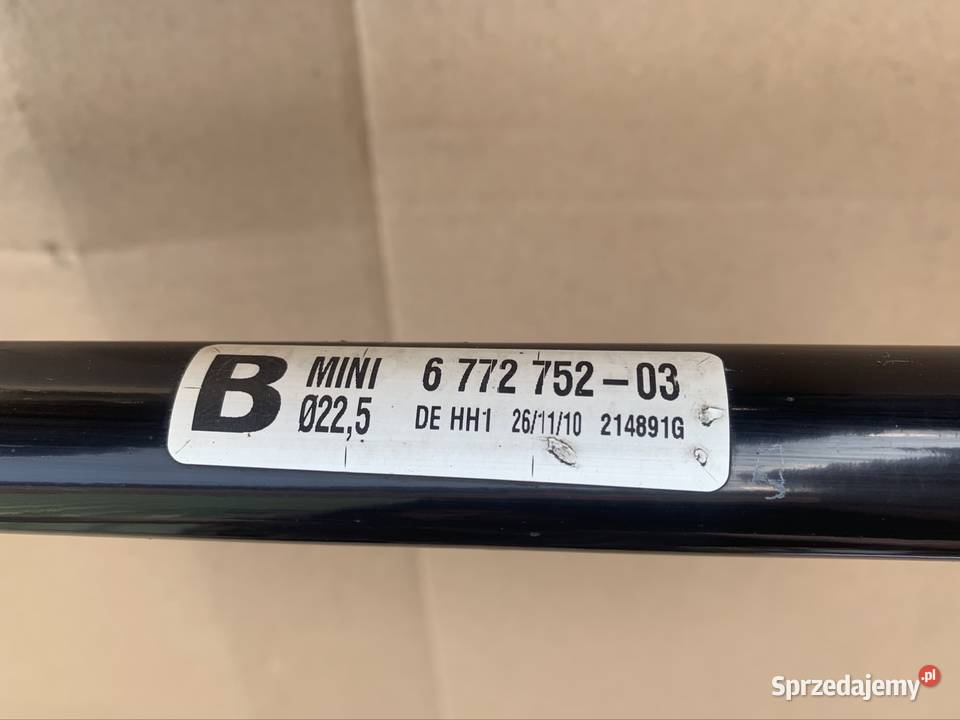 B
MINI 6 772 752-03
Ø22,5 DE HH1 26/11/10 214891G
Sprzedajemy.pl